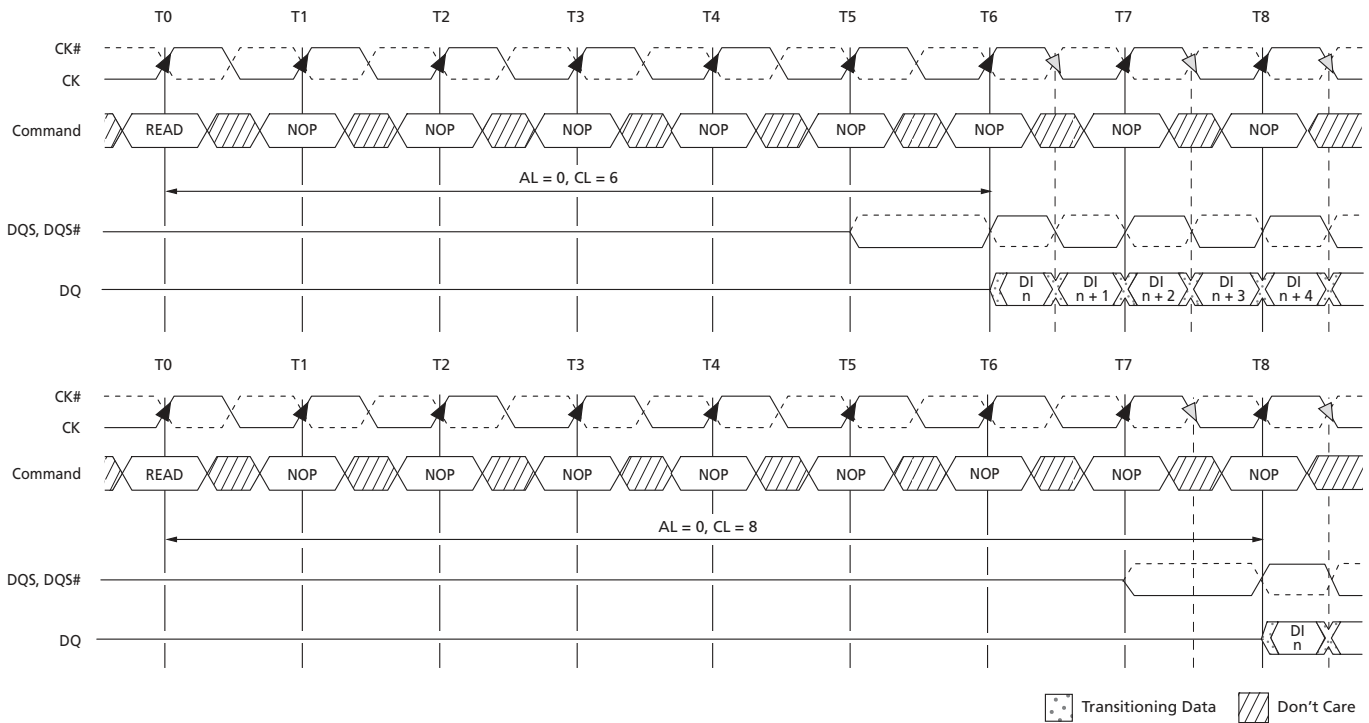 T0 T1 T2 T3 T4 T5 T6 T7 T8
CK#
CK
Command READ NOP NOP NOP NOP NOP NOP NOP NOP
AL = 0, CL = 6
DQS, DQS#
DQ DI n DI n + 1 DI n + 2 DI n + 3 DI n + 4
T0 T1 T2 T3 T4 T5 T6 T7 T8
CK#
CK
Command READ NOP NOP NOP NOP NOP NOP NOP NOP
AL = 0, CL = 8
DQS, DQS#
DQ DI n
Transitioning Data Don't Care